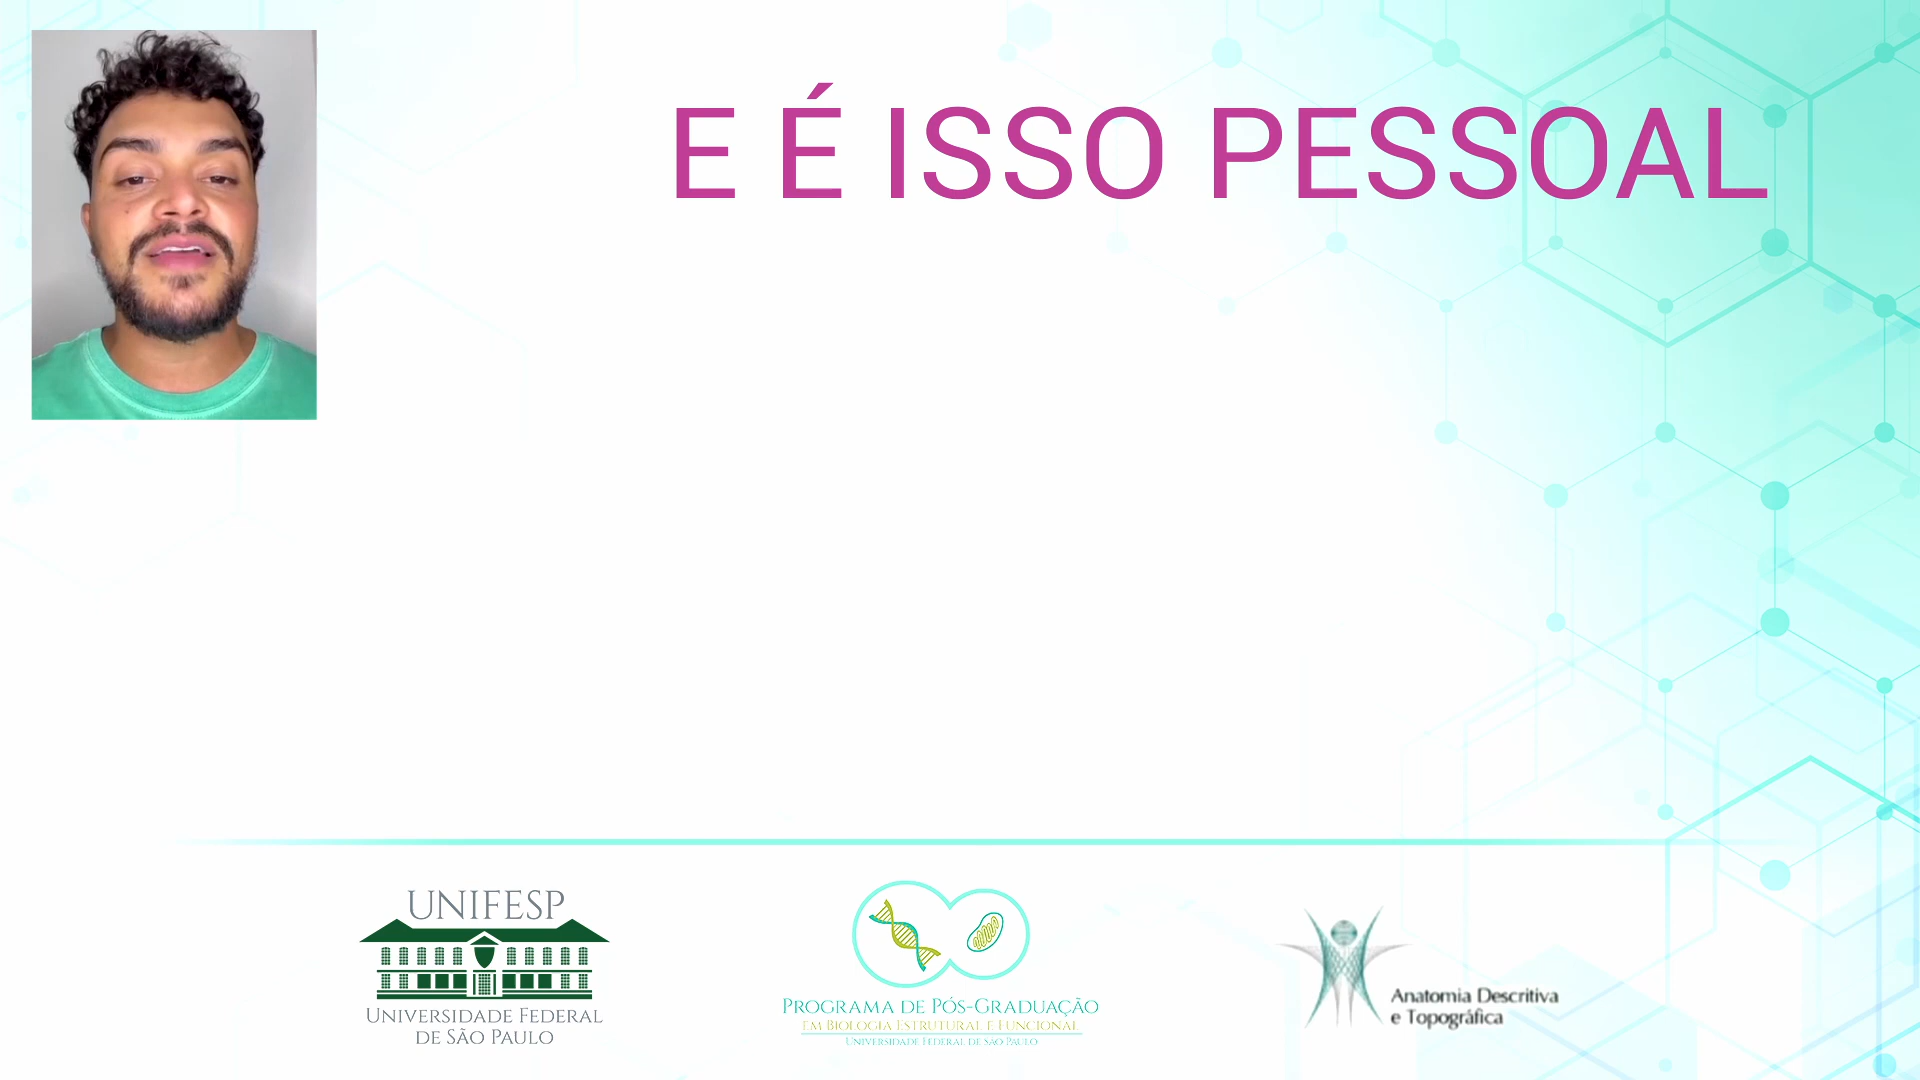 E É ISSO PESSOAL
UNIFESP
UNIVERSIDADE FEDERAL
DE SÃO PAULO
PROGRAMA DE PÓS-GRADUAÇÃO
EM BIOLOGIA ESTRUTURAL E FUNCIONAL
UNIVERSIDADE FEDERAL DE SÃO PAULO
Anatomia Descritiva
e Topográfica